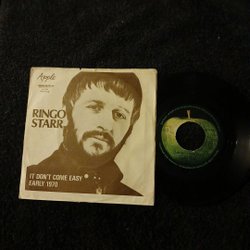 Apple
RINGO
STARR
IT DON'T COME EASY
EARLY 1970